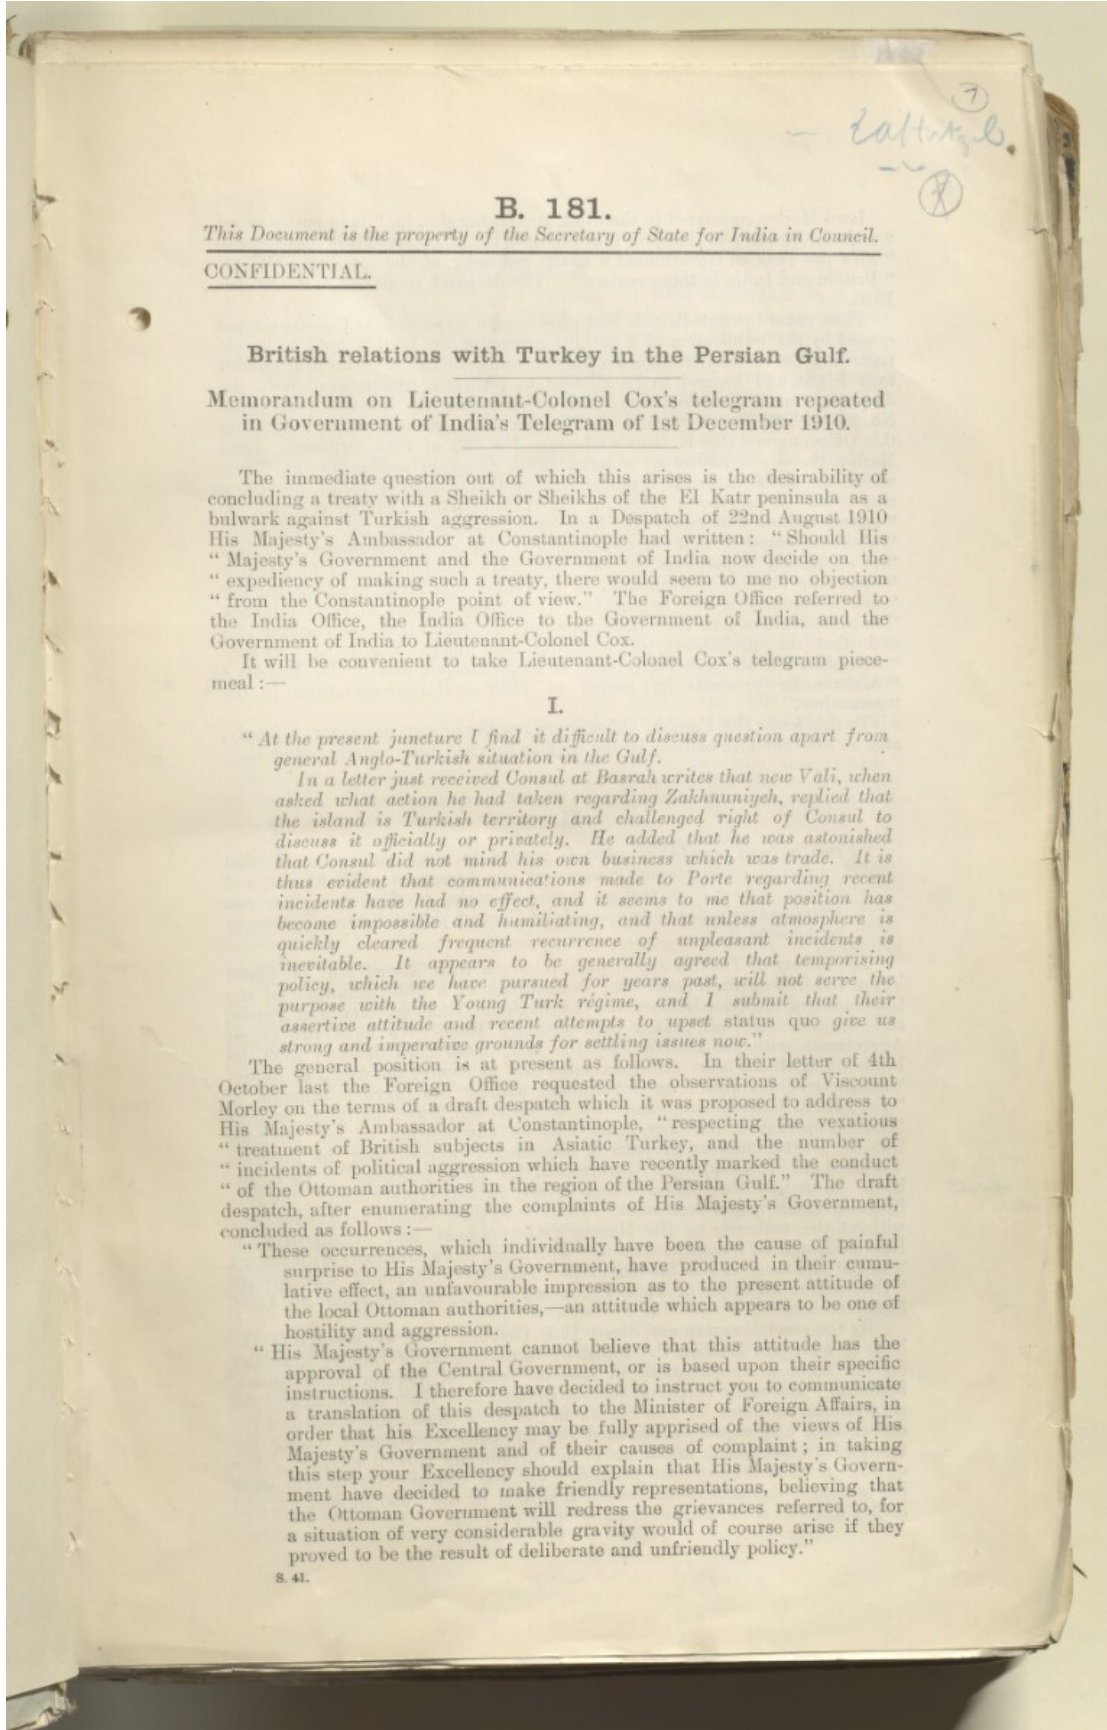 7
B. 181.
This Document is the property of the Secretary of State for India in Council.
CONFIDENTIAL.
British relations with Turkey in the Persian Gulf.
Memorandum on Lieutenant-Colonel Cox's telegram repeated
in Government of India's Telegram of 1st December 1910.
The immediate question out of which this arises is the desirability of
concluding a treaty with a Sheikh or Sheikhs of the El Katr peninsula as a
bulwark against Turkish aggression. In a Despatch of 22nd August 1910
His Majesty's Ambassador at Constantinople had written: "Should His
" Majesty's Government and the Government of India now decide on the
" expediency of making such a treaty, there would seem to me no objection
" from the Constantinople point of view." The Foreign Office referred to
the India Office, the India Office to the Government of India, and the
Government of India to Lieutenant-Colonel Cox.
It will be convenient to take Lieutenant-Colonel Cox's telegram piece-
meal :—
I.
" At the present juncture I find it difficult to discuss question apart from
general Anglo-Turkish situation in the Gulf.
In a letter just received Consul at Basrah writes that new Vali, when
asked what action he had taken regarding Zakhnuniyeh, replied that
the island is Turkish territory and challenged right of Consul to
discuss it officially or privately. He added that he was astonished
that Consul did not mind his own business which was trade. It is
thus evident that communications made to Porte regarding recent
incidents have had no effect, and it seems to me that position has
become impossible and humiliating, and that unless atmosphere is
quickly cleared frequent recurrence of unpleasant incidents is
inevitable. It appears to be generally agreed that temporising
policy, which we have pursued for years past, will not serve the
purpose with the Young Turk régime, and I submit that their
assertive attitude and recent attempts to upset status quo give us
strong and imperative grounds for settling issues now."
The general position is at present as follows. In their letter of 4th
October last the Foreign Office requested the observations of Viscount
Morley on the terms of a draft despatch which it was proposed to address to
His Majesty's Ambassador at Constantinople, "respecting the vexatious
" treatment of British subjects in Asiatic Turkey, and the number of
" incidents of political aggression which have recently marked the conduct
" of the Ottoman authorities in the region of the Persian Gulf." The draft
despatch, after enumerating the complaints of His Majesty's Government,
concluded as follows :—
" These occurrences, which individually have been the cause of painful
surprise to His Majesty's Government, have produced in their cumu-
lative effect, an unfavourable impression as to the present attitude of
the local Ottoman authorities,—an attitude which appears to be one of
hostility and aggression.
" His Majesty's Government cannot believe that this attitude has the
approval of the Central Government, or is based upon their specific
instructions. I therefore have decided to instruct you to communicate
a translation of this despatch to the Minister of Foreign Affairs, in
order that his Excellency may be fully apprised of the views of His
Majesty's Government and of their causes of complaint ; in taking
this step your Excellency should explain that His Majesty's Govern-
ment have decided to make friendly representations, believing that
the Ottoman Government will redress the grievances referred to, for
a situation of very considerable gravity would of course arise if they
proved to be the result of deliberate and unfriendly policy."
S. 41.